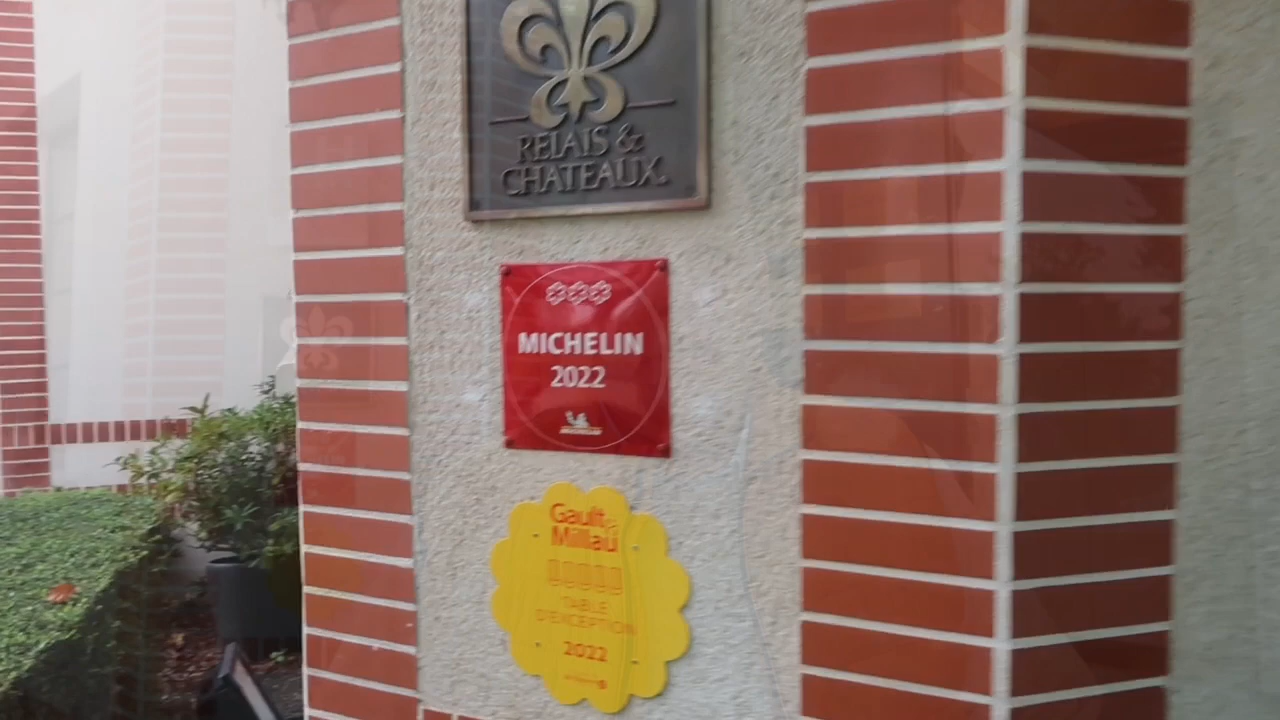 RELAIS &
CHATEAUX.
MICHELIN
2022
Gault&
Millau
TABLE
D'EXCEPTION
2022